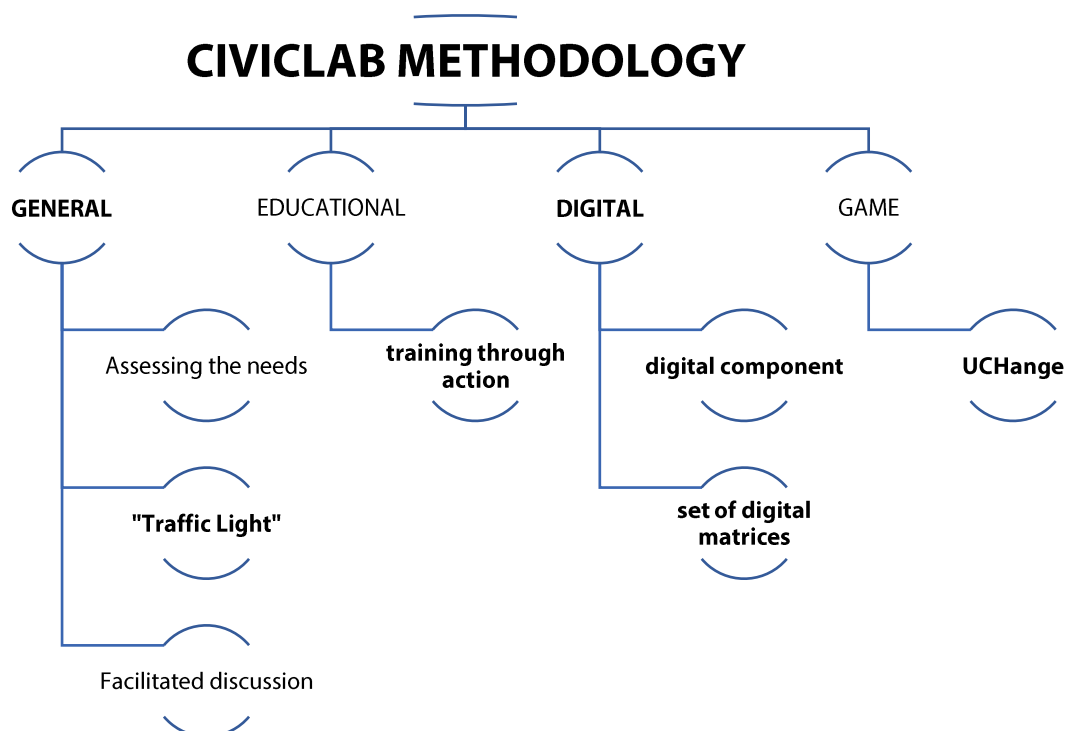 CIVICLAB METHODOLOGY
GENERAL
EDUCATIONAL
DIGITAL
GAME
Assessing the needs
training through
action
digital component
UCHange
"Traffic Light"
set of digital
matrices
Facilitated discussion